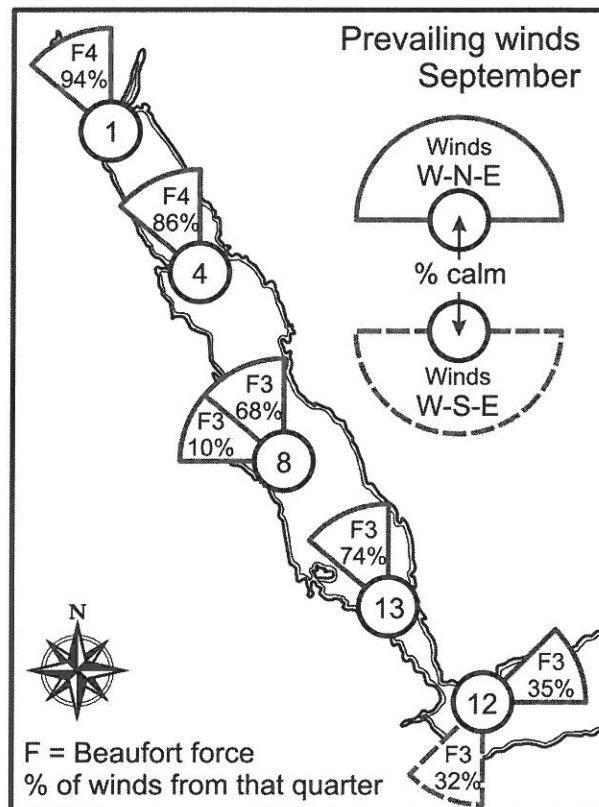 Prevailing winds
September
F4
94%
1
Winds
W-N-E
F4
86%
4
% calm
Winds
W-S-E
F3
68%
F3
10%
8
F3
74%
13
N
F3
35%
12
F3
32%
F = Beaufort force
% of winds from that quarter